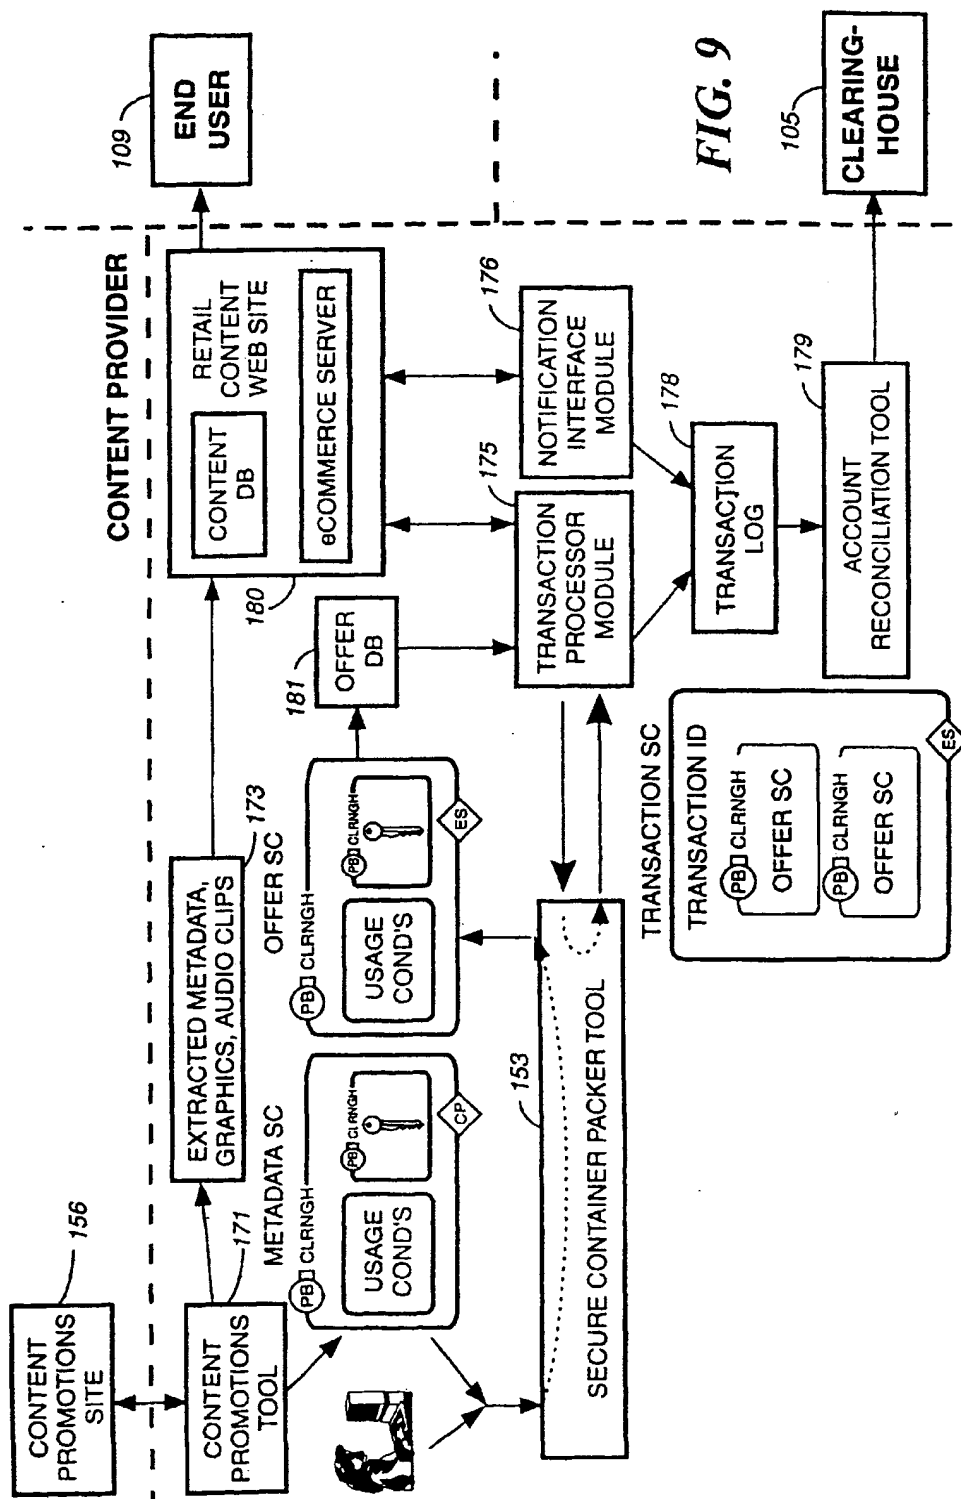 CONTENT
PROMOTIONS
SITE
156
CONTENT PROVIDER
109
END
USER
CONTENT
PROMOTIONS
TOOL
171
EXTRACTED METADATA,
GRAPHICS, AUDIO CLIPS
173
CONTENT
DB
RETAIL
CONTENT
WEB SITE
eCOMMERCE SERVER
180
METADATA SC
PB CLRNGH
USAGE
COND'S
PB CLRNGH
CP
OFFER SC
PB CLRNGH
USAGE
COND'S
PB CLRNGH
ES
181
OFFER
DB
SECURE CONTAINER PACKER TOOL
153
TRANSACTION
PROCESSOR
MODULE
175
NOTIFICATION
INTERFACE
MODULE
176
TRANSACTION
LOG
178
ACCOUNT
RECONCILIATION TOOL
179
TRANSACTION SC
TRANSACTION ID
PB CLRNGH
OFFER SC
PB CLRNGH
OFFER SC
ES
FIG. 9
105
CLEARING-
HOUSE